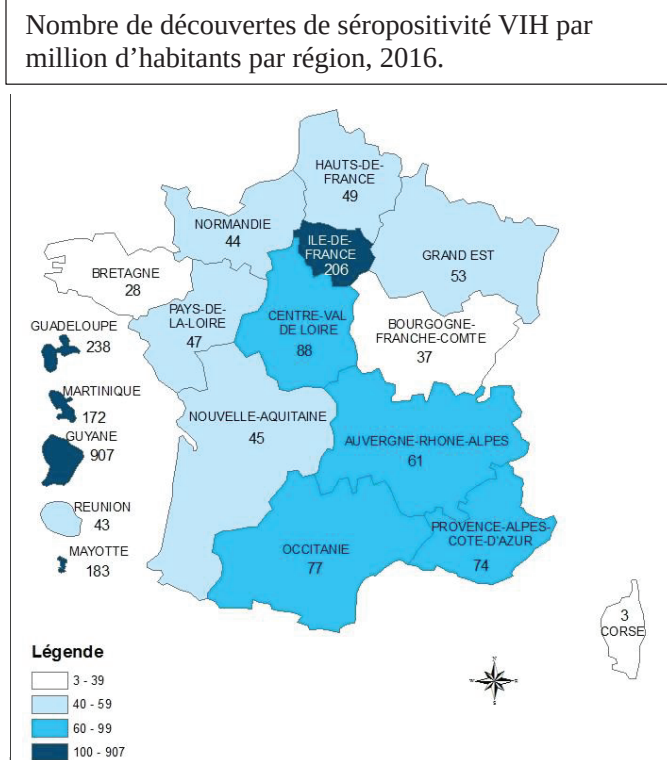 Nombre de découvertes de séropositivité VIH par
million d’habitants par région, 2016.
HAUTS-DE-
FRANCE
49
NORMANDIE
44
ILE-DE-
FRANCE
206
GRAND EST
53
BRETAGNE
28
PAYS-DE-
LA-LOIRE
47
CENTRE-VAL
DE LOIRE
88
BOURGOGNE-
FRANCHE-COMTE
37
GUADELOUPE
238
MARTINIQUE
172
GUYANE
907
NOUVELLE-AQUITAINE
45
AUVERGNE-RHONE-ALPES
61
REUNION
43
MAYOTTE
183
OCCITANIE
77
PROVENCE-ALPES-
COTE-D'AZUR
74
3
CORSE
Légende
3 - 39
40 - 59
60 - 99
100 - 907